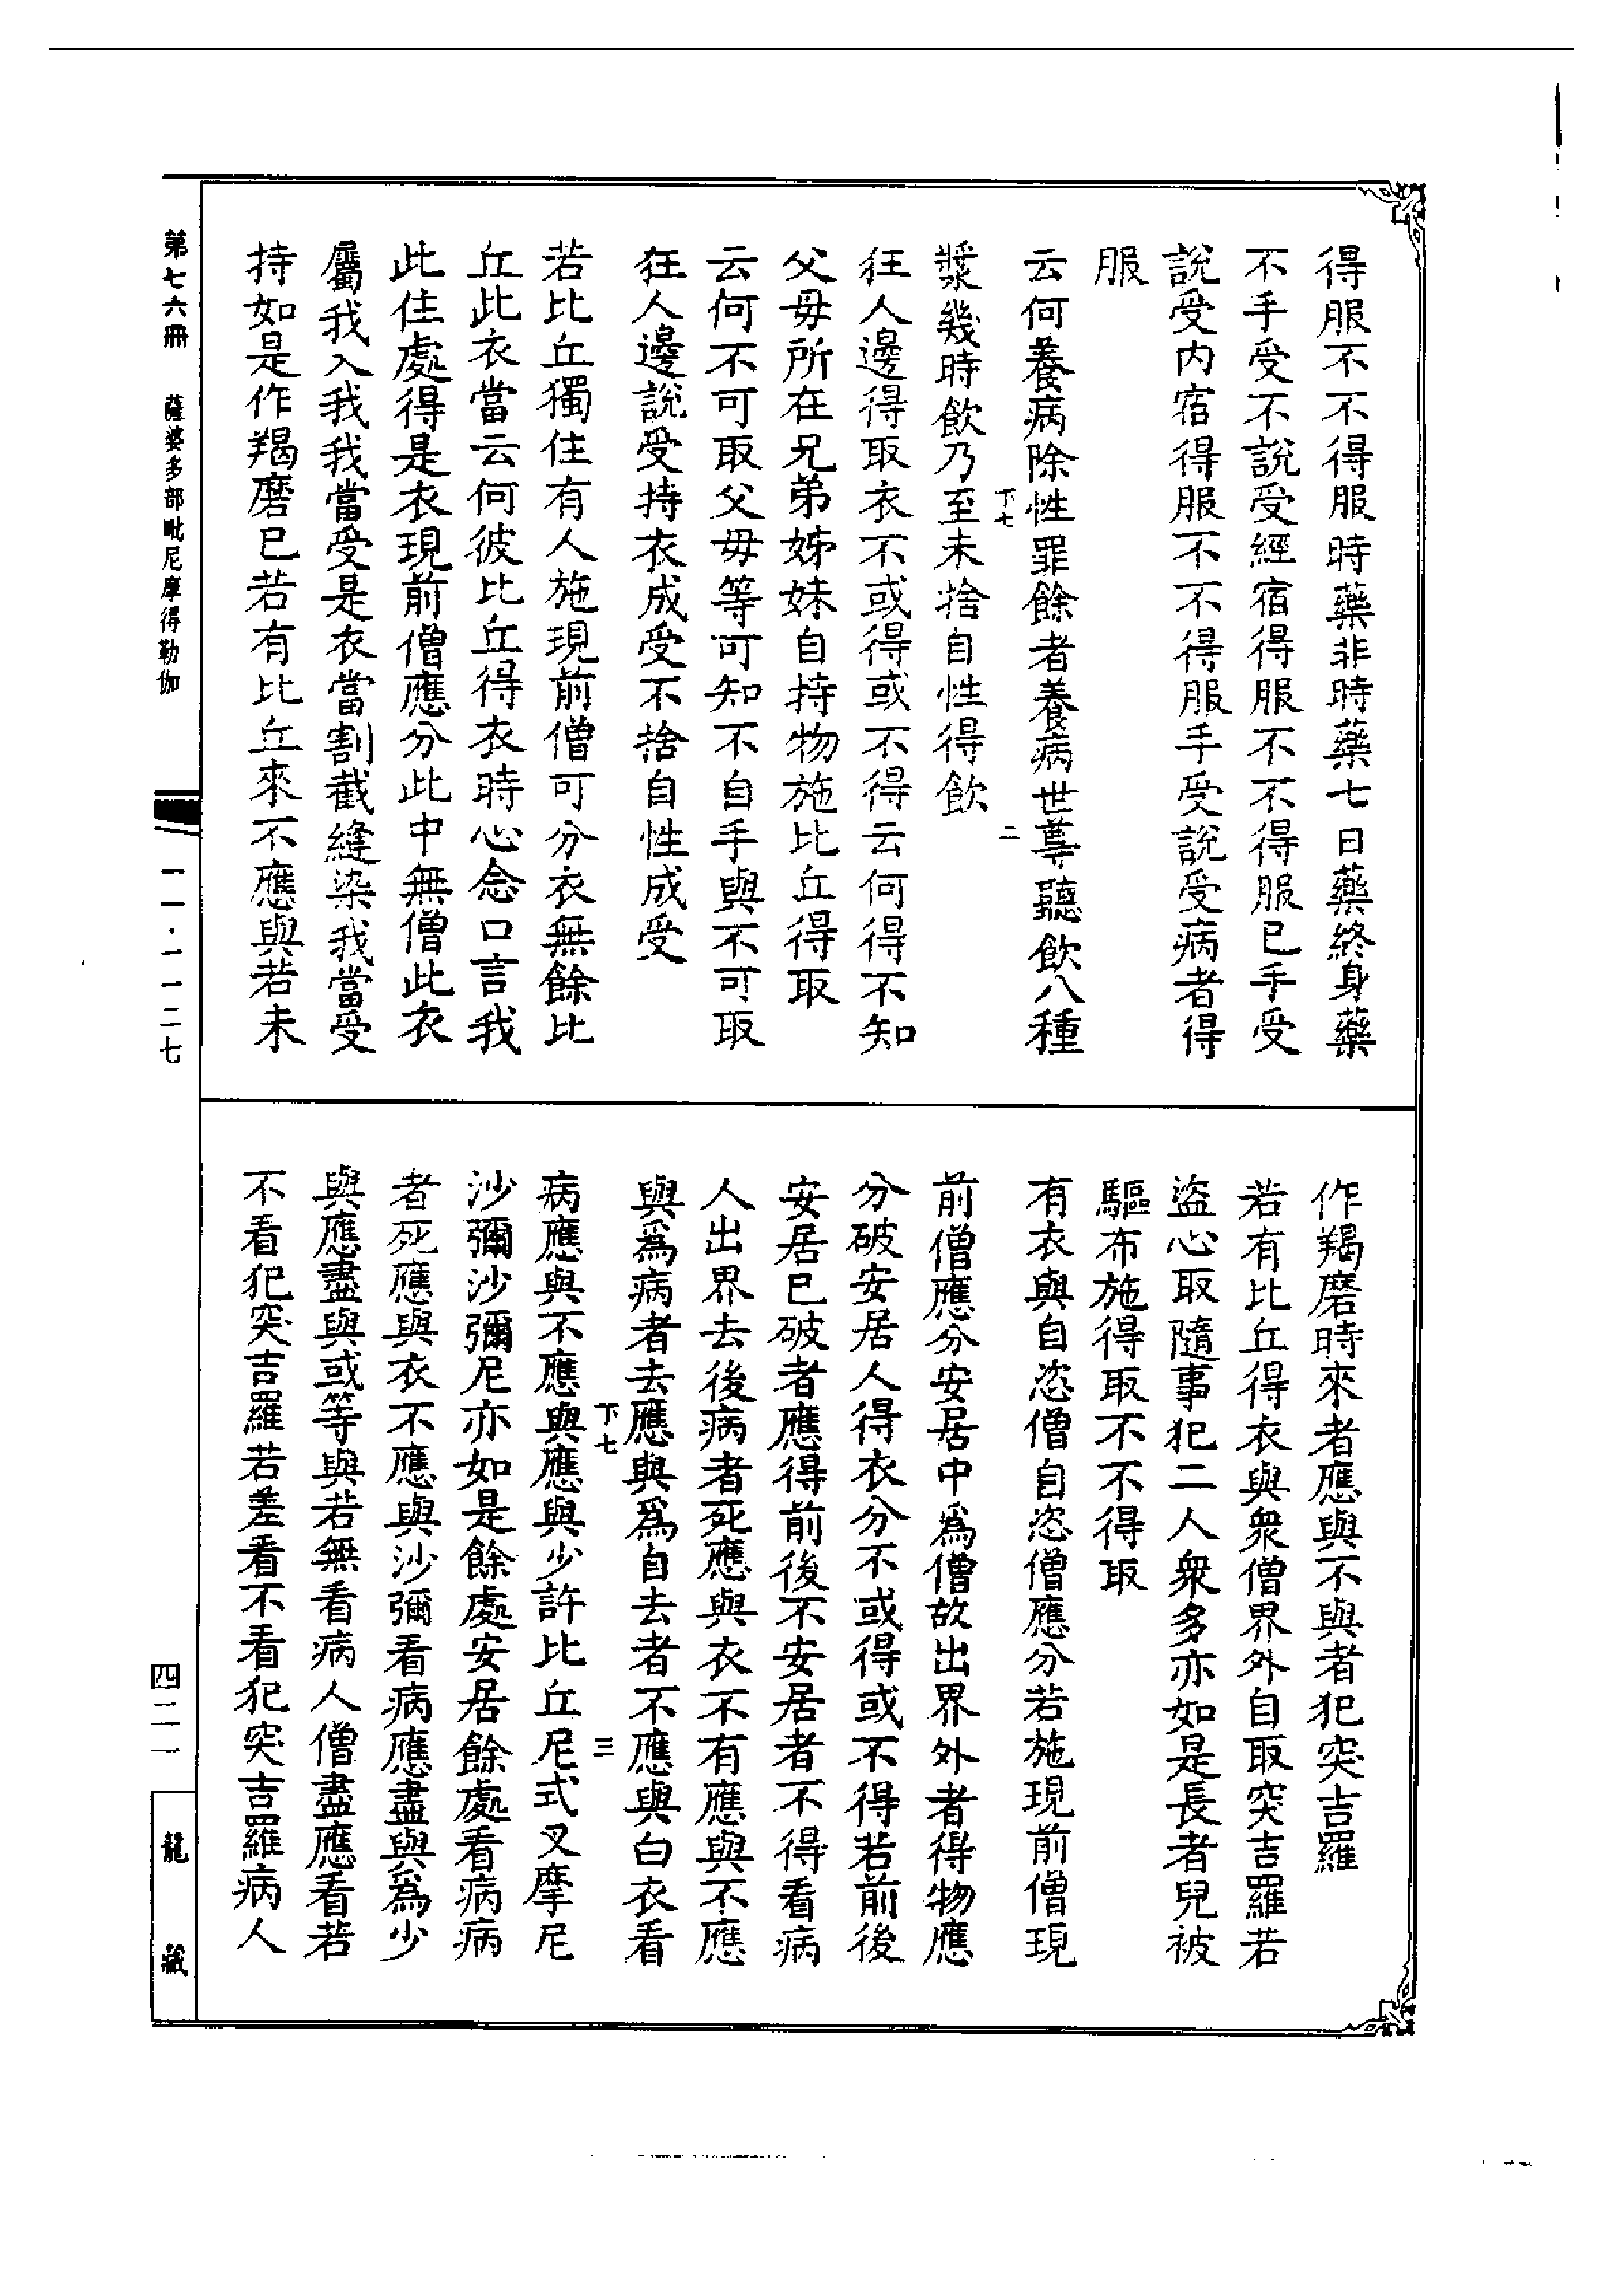 得服不不得服時藥非時藥七日藥終身藥
不手受不說受經宿得服不不得服已手受
說受內宿得服不不得服手受說受病者得
服
云何養病除性罪餘者養病世尊聽飲八種
下七
二
漿幾時飲乃至未捨自性得飲
狂人邊得取衣不或得或不得云何得不知
父母所在兄弟姊妹自持物施比丘得取
云何不可取父母等可知不自手與不可取
狂人邊說受持衣成受不捨自性成受
若比丘獨住有人施現前僧可分衣無餘比
丘此衣當云何彼比丘得衣時心念口言我
此住處得是衣現前僧應分此中無僧此衣
屬我入我我當受是衣當割截縫染我當受
持如是作羯磨已若有比丘來不應與若未
作羯磨時來者應與不與者犯突吉羅
若有比丘得衣與衆僧界外自取突吉羅若
盜心取隨事犯二人衆多亦如是長者兒被
驅布施得取不不得取
有衣與自恣僧自恣僧應分若施現前僧現
前僧應分安居中爲僧故出界外者得物應
分破安居人得衣分不或得或不得若前後
安居已破者應得前後不安居者不得看病
人出界去後病者死應與衣不有應與不應
與爲病者去應與爲自去者不應與白衣看
下七
三
病應與不應與應與少許比丘尼式叉摩尼
沙彌沙彌尼亦如是餘處安居餘處看病病
者死應與衣不應與沙彌看病應盡與爲少
與應盡與或等與若無看病人僧盡應看若
不看犯突吉羅若差看不看犯突吉羅病人
第七六冊 薩婆多部毗尼摩得勒伽
一一·一一二七
四二一
龍藏